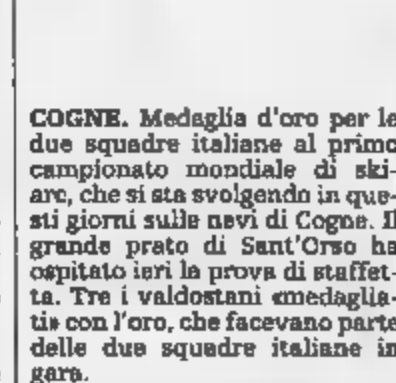 COGNE. Medaglia d'oro per le
due squadre italiane al primo
campionato mondiale di ski-
arc, che si sta svolgendo in que-
sti giorni sulle nevi di Cogne. Il
grande prato di Sant'Orso ha
ospitato ieri la prova di staffet-
ta. Tre i valdostani «medaglia-
ti» con l'oro, che facevano parte
delle due squadre italiane in
gara.